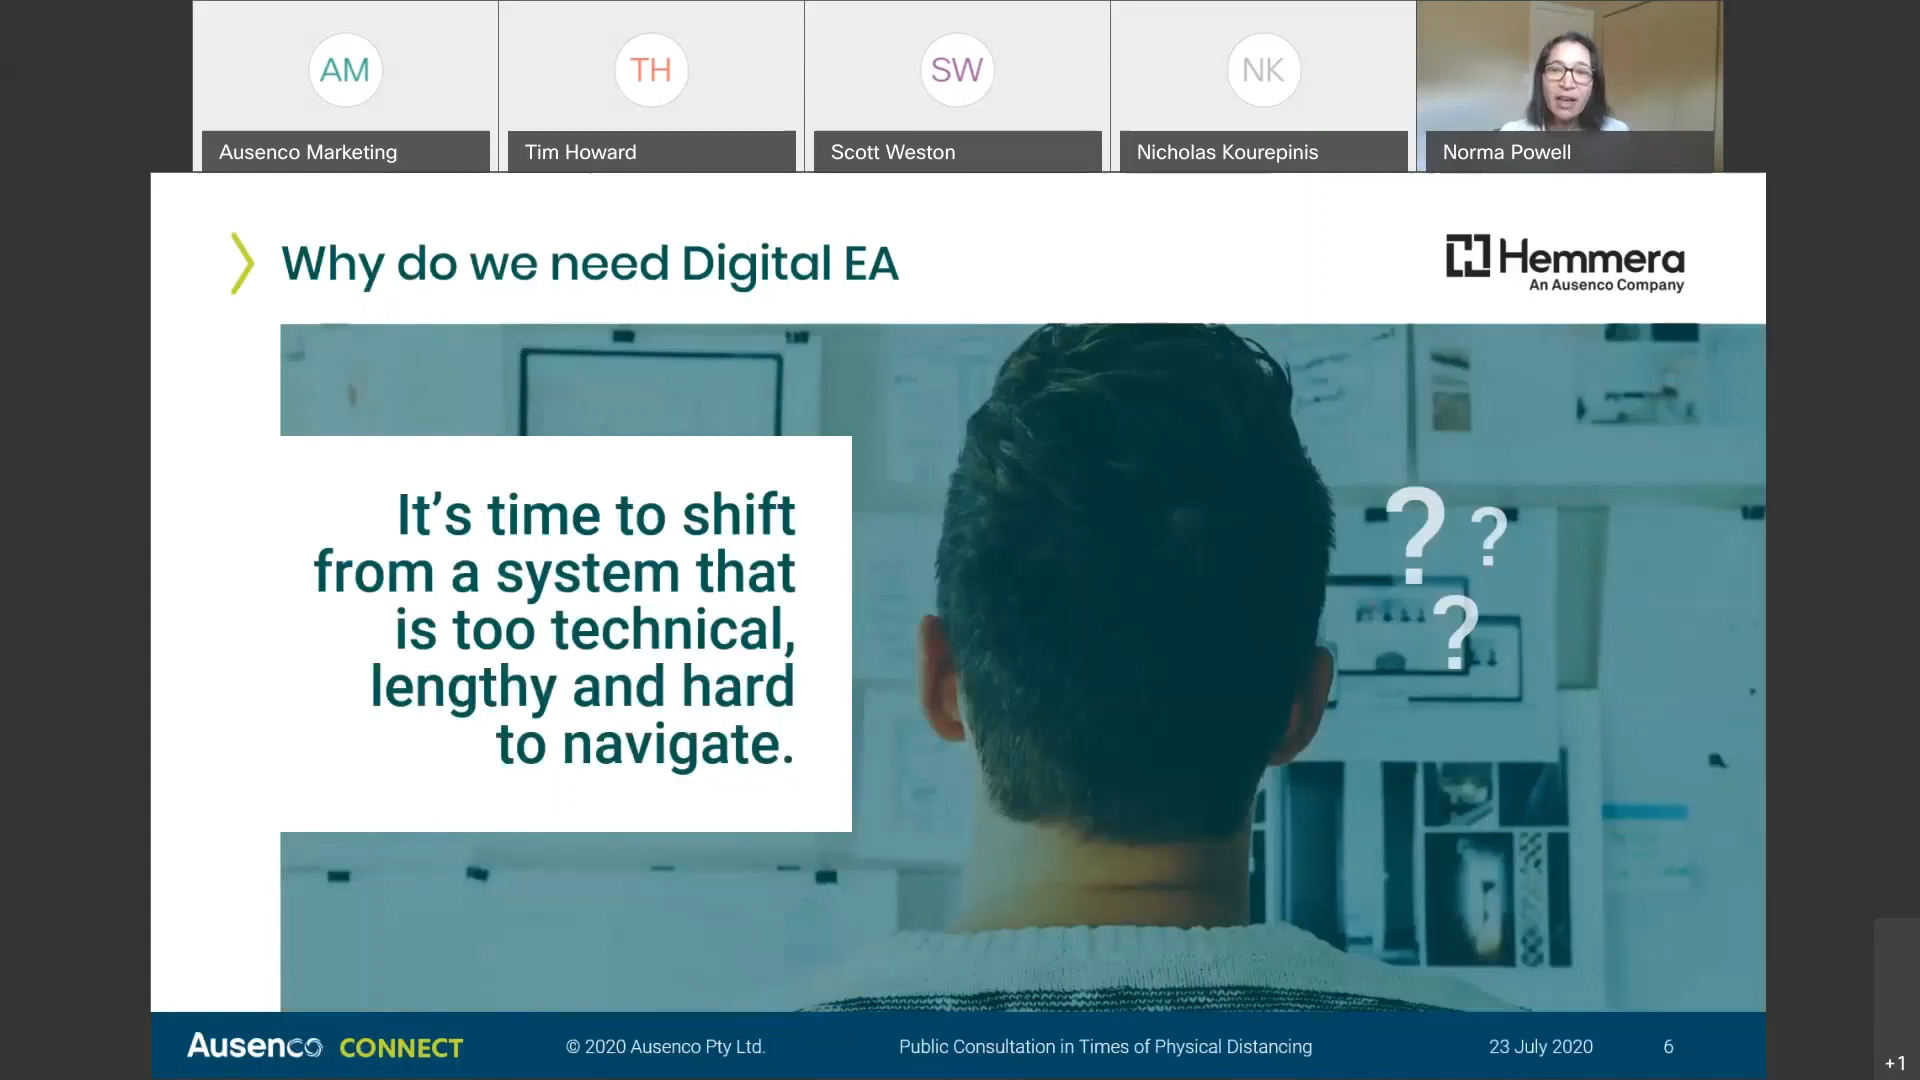 AM
TH
SW
NK
Ausenco Marketing
Tim Howard
Scott Weston
Nicholas Kourepinis
Norma Powell
Why do we need Digital EA
Hemmera
An Ausenco Company
It’s time to shift
from a system that
is too technical,
lengthy and hard
to navigate.
? ?
?
Ausenco CONNECT
© 2020 Ausenco Pty Ltd.
Public Consultation in Times of Physical Distancing
23 July 2020
6
+1